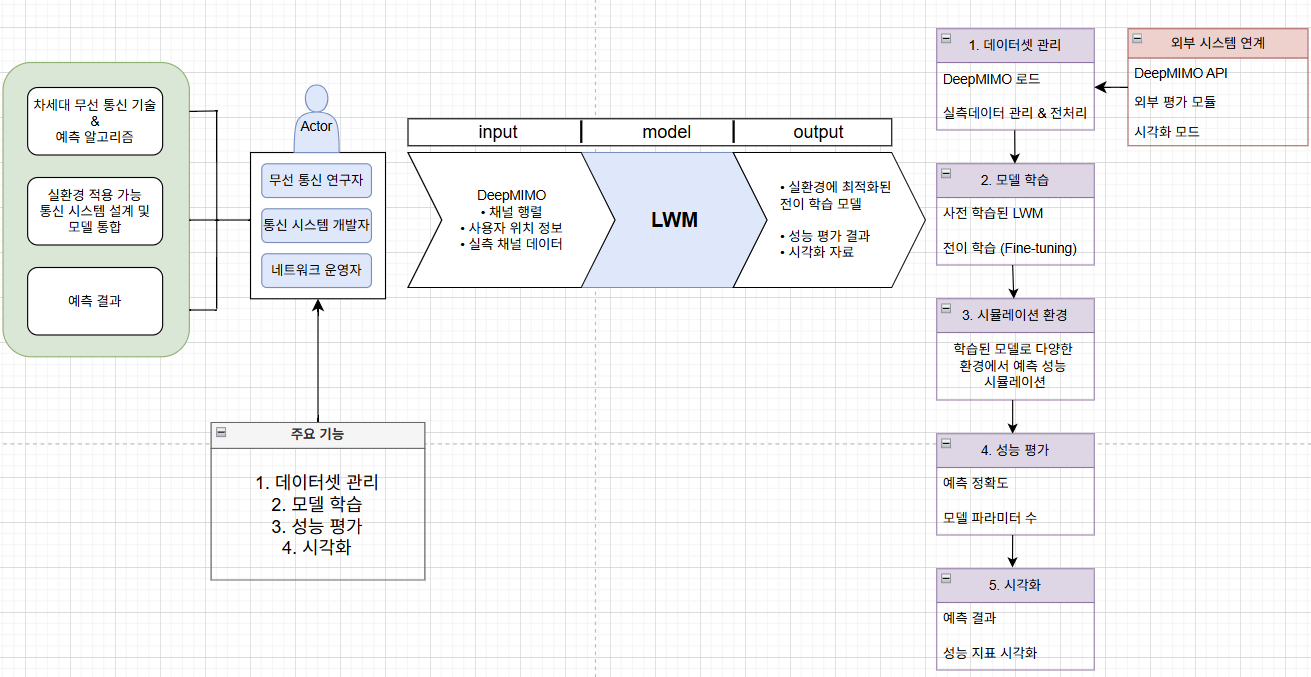 차세대 무선 통신 기술
&
예측 알고리즘
실환경 적용 가능
통신 시스템 설계 및
모델 통합
예측 결과
Actor
무선 통신 연구자
통신 시스템 개발자
네트워크 운영자
주요 기능
1. 데이터셋 관리
2. 모델 학습
3. 성능 평가
4. 시각화
input
model
output
DeepMIMO
• 채널 행렬
• 사용자 위치 정보
• 실측 채널 데이터
LWM
• 실환경에 최적화된
전이 학습 모델
• 성능 평가 결과
• 시각화 자료
1. 데이터셋 관리
DeepMIMO 로드
실측데이터 관리 & 전처리
외부 시스템 연계
DeepMIMO API
외부 평가 모듈
시각화 모드
2. 모델 학습
사전 학습된 LWM
전이 학습 (Fine-tuning)
3. 시뮬레이션 환경
학습된 모델로 다양한
환경에서 예측 성능
시뮬레이션
4. 성능 평가
예측 정확도
모델 파라미터 수
5. 시각화
예측 결과
성능 지표 시각화